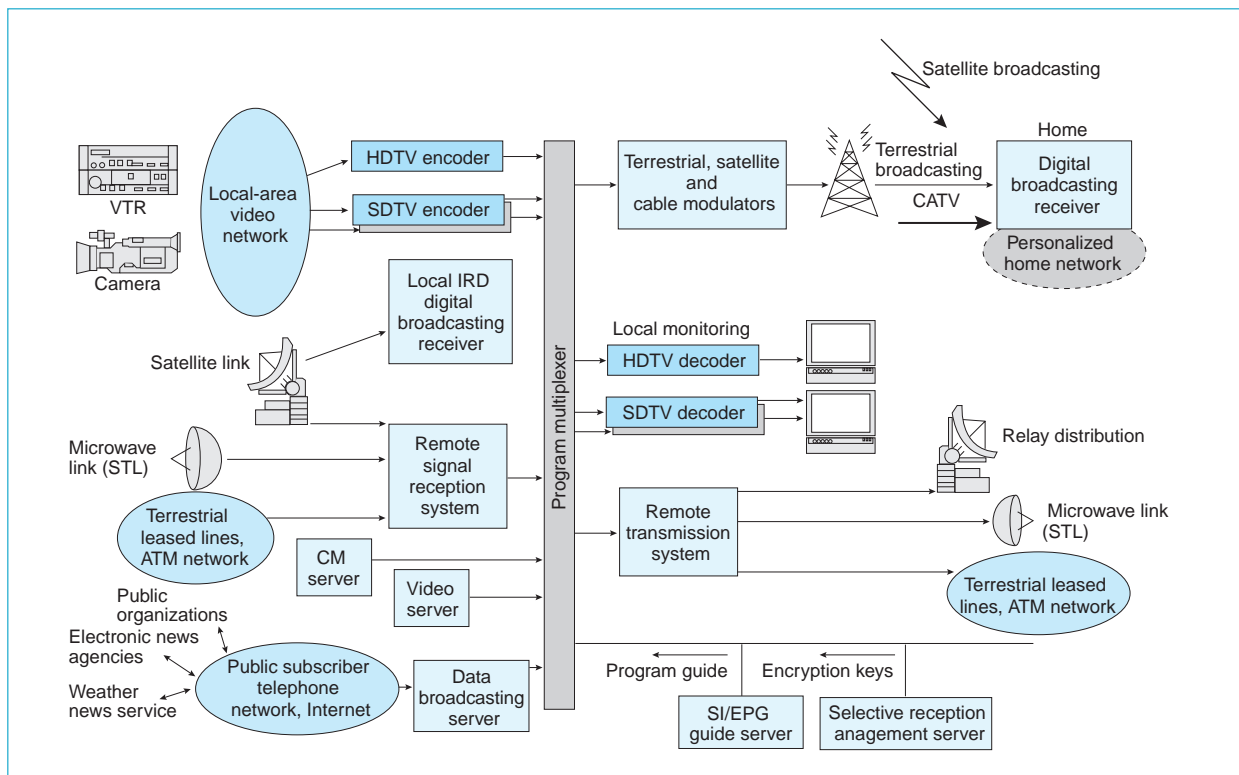 VTR
Camera
Local-area
video
network
HDTV encoder
SDTV encoder
Local IRD
digital
broadcasting
receiver
Satellite link
Microwave
link (STL)
Terrestrial
leased lines,
ATM network
Remote
signal
reception
system
CM
server
Video
server
Public
organizations
Electronic news
agencies
Weather
news service
Public subscriber
telephone
network, Internet
Data
broadcasting
server
Program multiplexer
Terrestrial, satellite
and
cable modulators
Satellite broadcasting
Terrestrial
broadcasting
CATV
Home
Digital
broadcasting
receiver
Personalized
home network
Local monitoring
HDTV decoder
SDTV decoder
Remote
transmission
system
Relay distribution
Microwave link
(STL)
Terrestrial leased
lines, ATM network
Program guide
Encryption keys
SI/EPG
guide server
Selective reception
anagement server